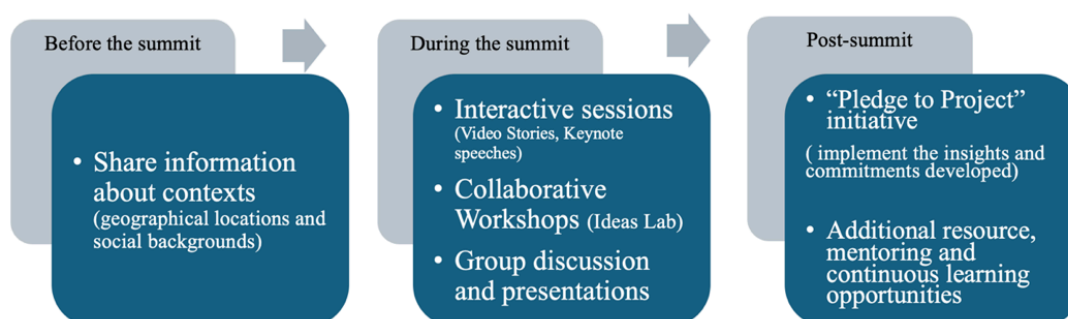 Before the summit
• Share information
about contexts
(geographical locations and
social backgrounds)
During the summit
• Interactive sessions
(Video Stories, Keynote
speeches)
• Collaborative
Workshops (Ideas Lab)
• Group discussion
and presentations
Post-summit
• “Pledge to Project”
initiative
( implement the insights and
commitments developed)
• Additional resource,
mentoring and
continuous learning
opportunities